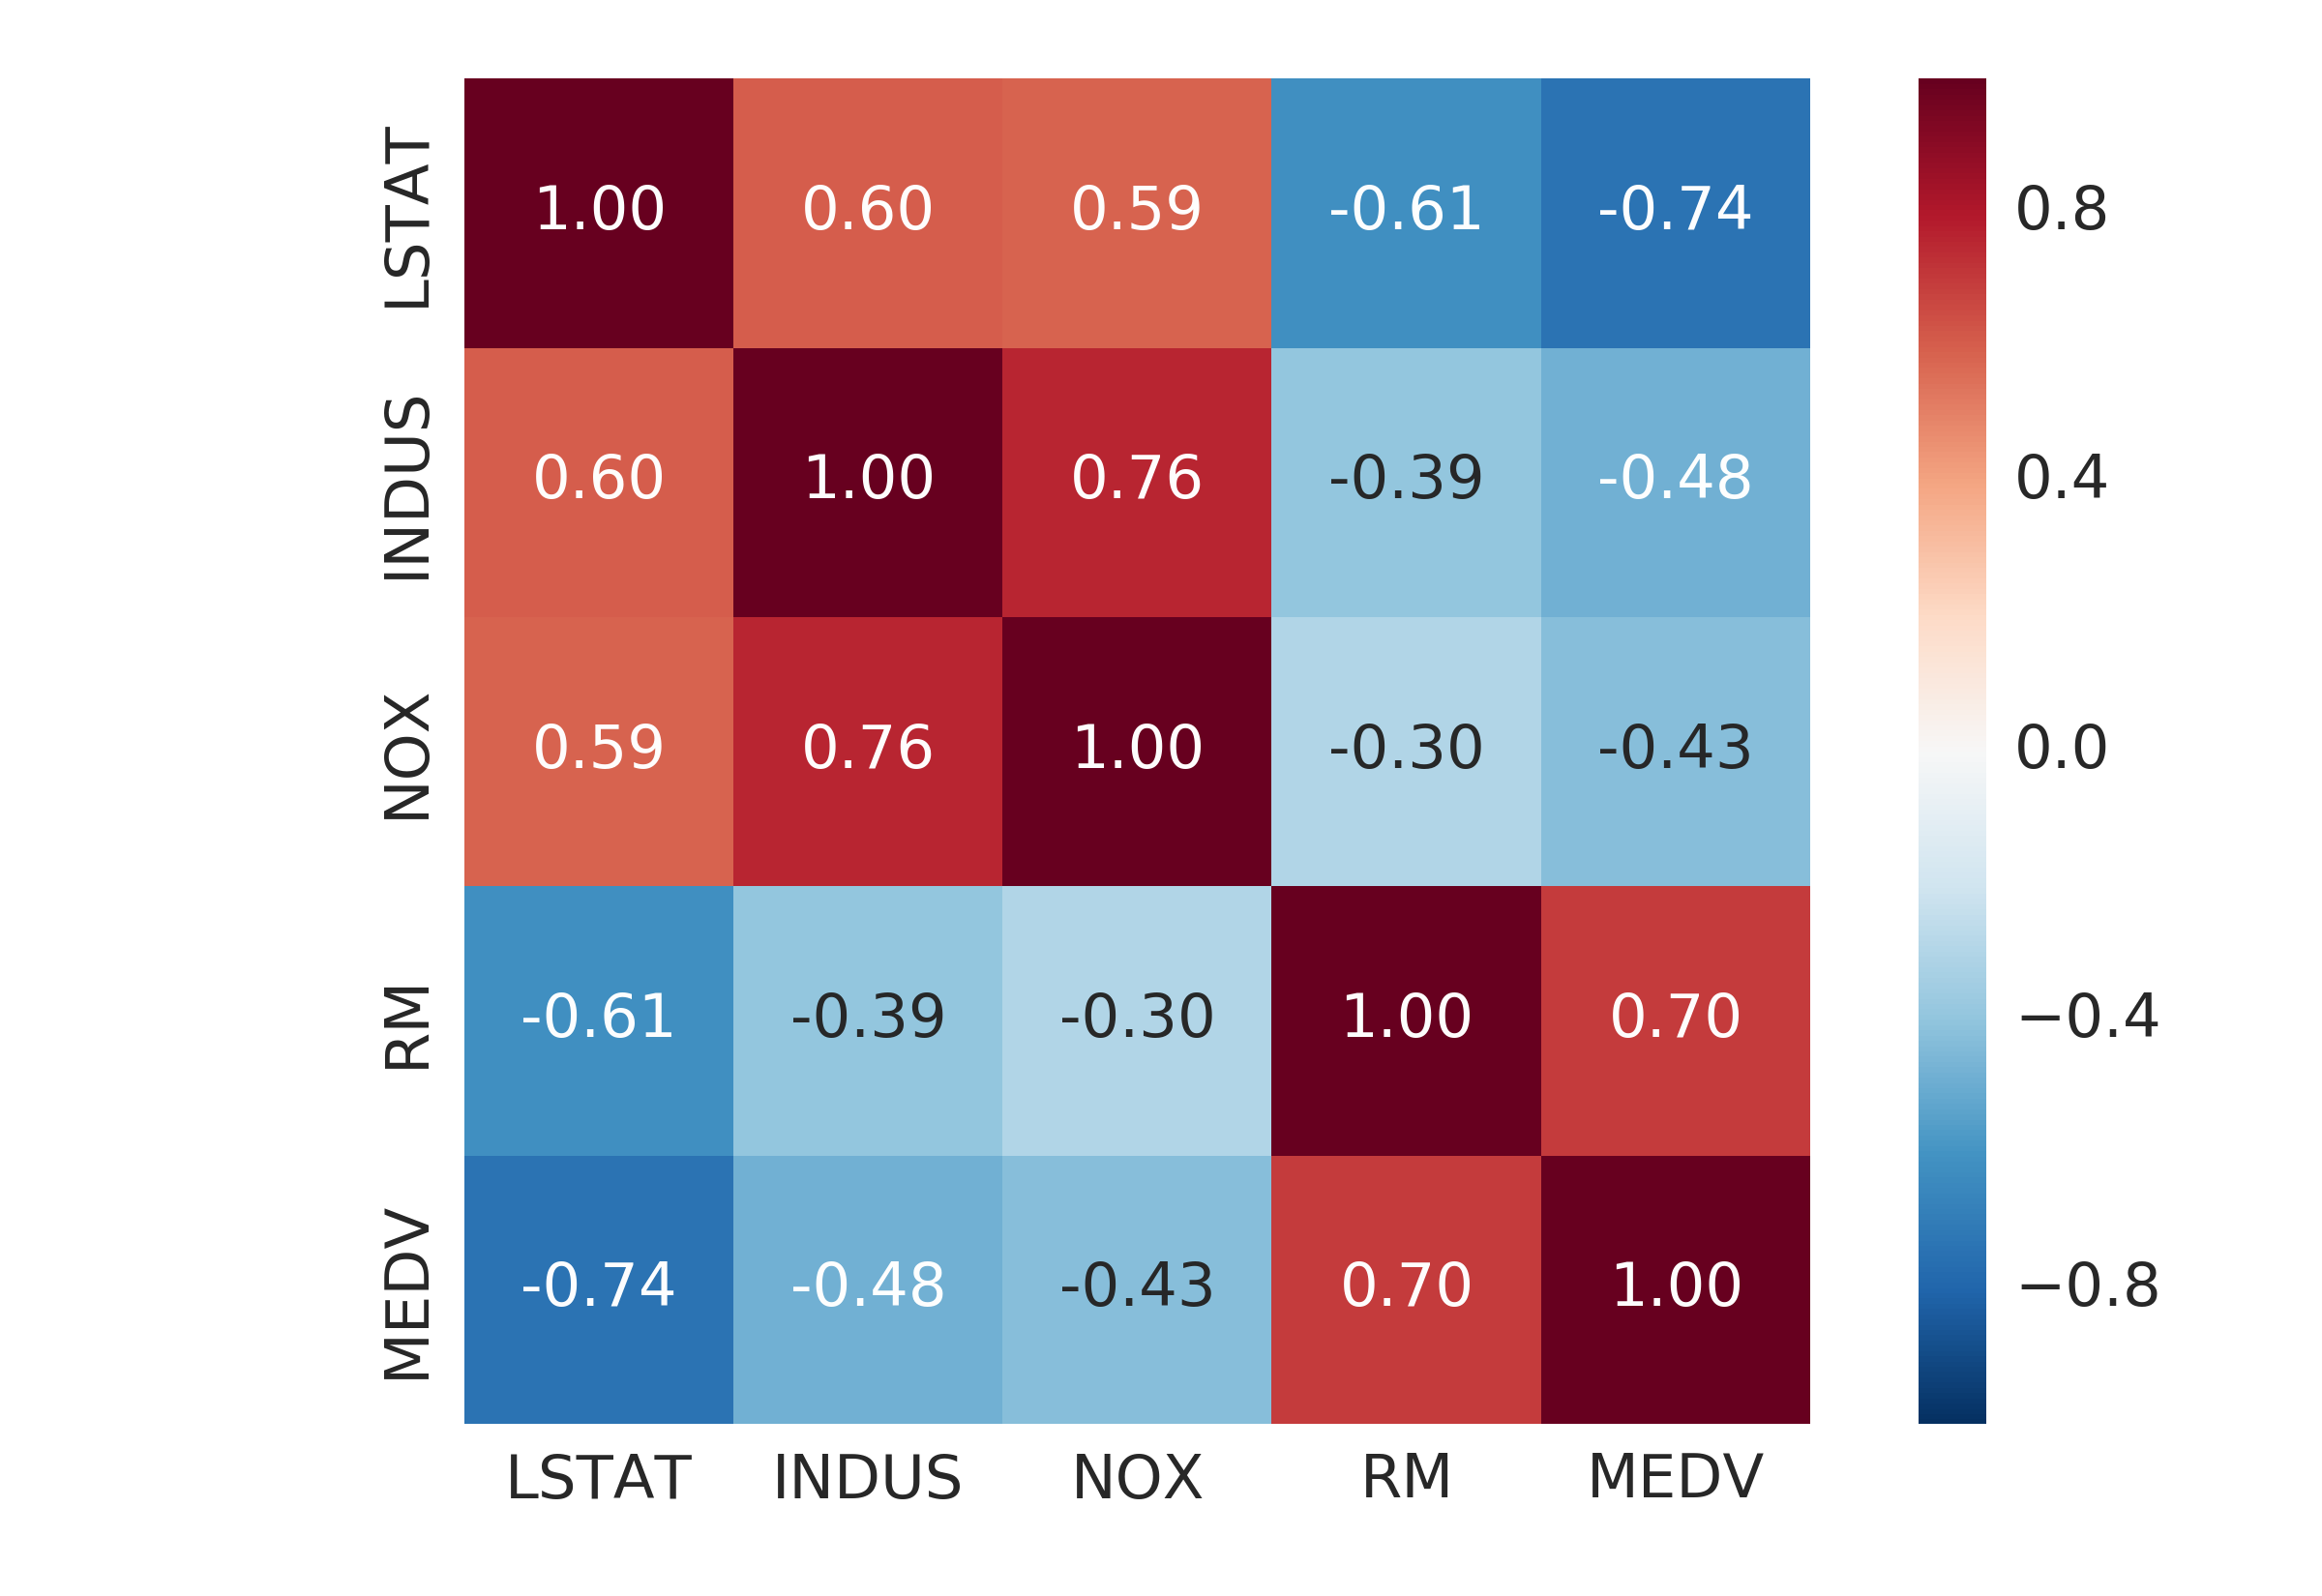 LSTAT 1.00 0.60 0.59 -0.61 -0.74
INDUS 0.60 1.00 0.76 -0.39 -0.48
NOX 0.59 0.76 1.00 -0.30 -0.43
RM -0.61 -0.39 -0.30 1.00 0.70
MEDV -0.74 -0.48 -0.43 0.70 1.00
LSTAT INDUS NOX RM MEDV
0.8
0.4
0.0
−0.4
−0.8